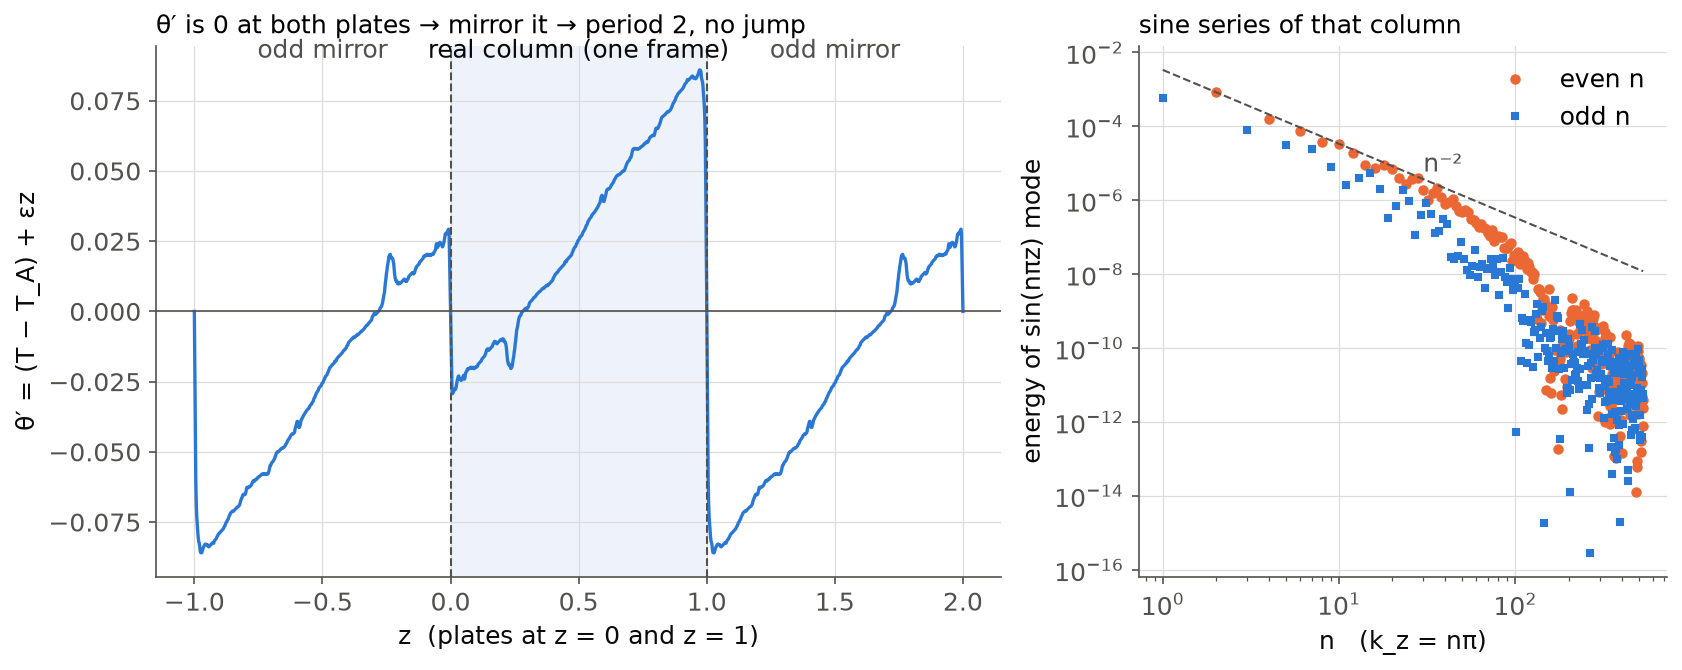 θ′ is 0 at both plates → mirror it → period 2, no jump
odd mirror
real column (one frame)
odd mirror
0.075
0.050
0.025
0.000
−0.025
−0.050
−0.075
θ′ = (T − T_A) + εz
−1.0
−0.5
0.0
0.5
1.0
1.5
2.0
z  (plates at z = 0 and z = 1)
sine series of that column
even n
odd n
n⁻²
10⁻²
10⁻⁴
10⁻⁶
10⁻⁸
10⁻¹⁰
10⁻¹²
10⁻¹⁴
10⁻¹⁶
energy of sin(nπz) mode
10⁰
10¹
10²
n   (k_z = nπ)